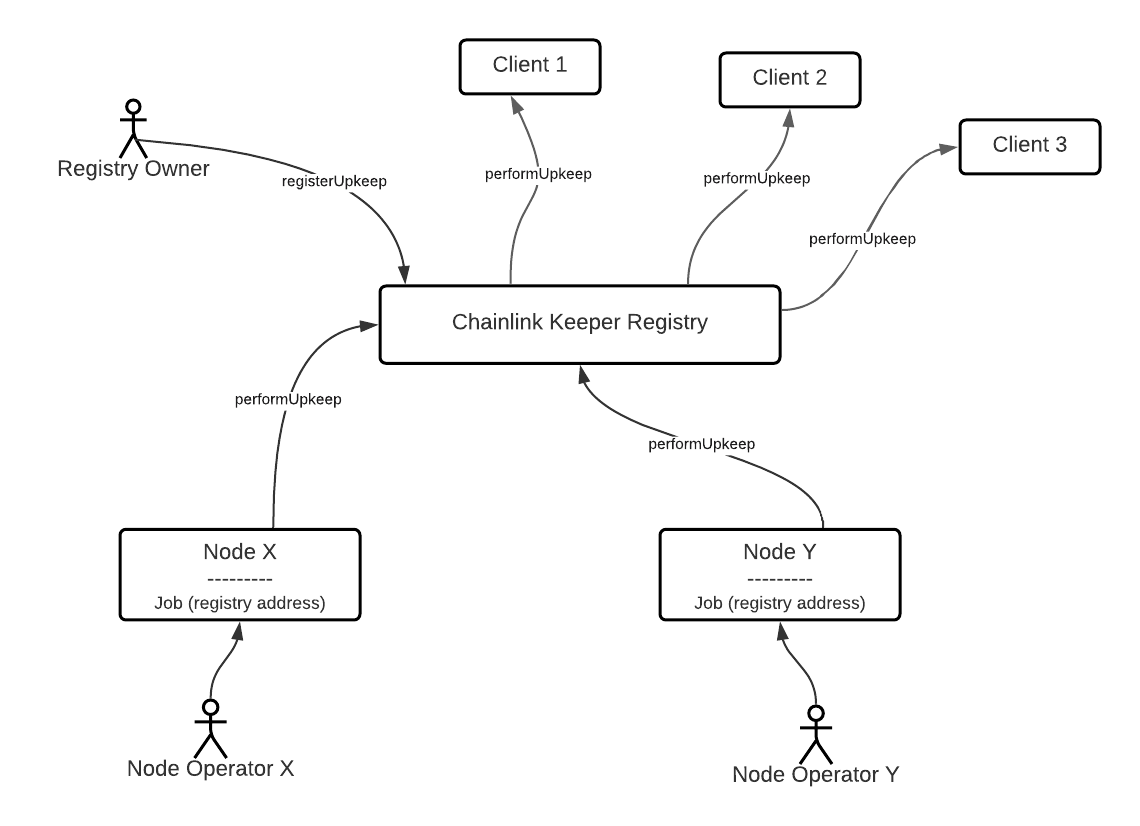 Client 1
Client 2
Client 3
Registry Owner
registerUpkeep
performUpkeep
performUpkeep
performUpkeep
Chainlink Keeper Registry
performUpkeep
performUpkeep
Node X
---------
Job (registry address)
Node Y
---------
Job (registry address)
Node Operator X
Node Operator Y